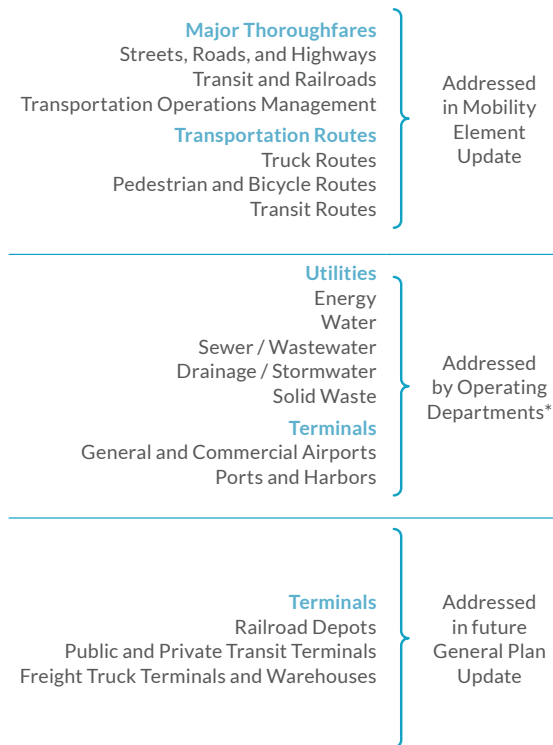 Major Thoroughfares
Streets, Roads, and Highways
Transit and Railroads
Transportation Operations Management
Transportation Routes
Truck Routes
Pedestrian and Bicycle Routes
Transit Routes
Addressed
in Mobility
Element
Update
Utilities
Energy
Water
Sewer / Wastewater
Drainage / Stormwater
Solid Waste
Terminals
General and Commercial Airports
Ports and Harbors
Addressed
by Operating
Departments*
Terminals
Railroad Depots
Public and Private Transit Terminals
Freight Truck Terminals and Warehouses
Addressed
in future
General Plan
Update